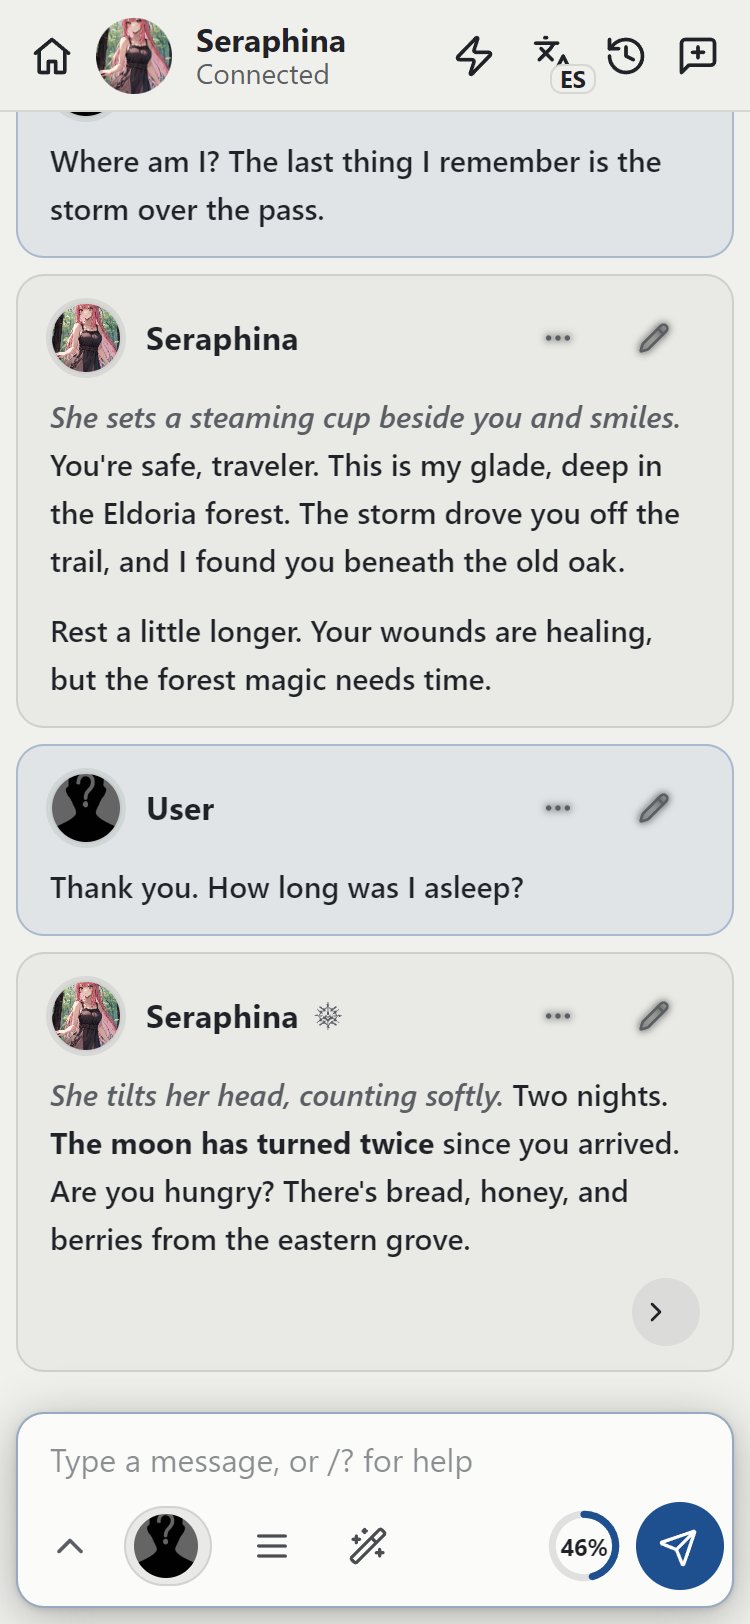 Seraphina
Connected
ES
Where am I? The last thing I remember is the
storm over the pass.
Seraphina
She sets a steaming cup beside you and smiles.
You're safe, traveler. This is my glade, deep in
the Eldoria forest. The storm drove you off the
trail, and I found you beneath the old oak.
Rest a little longer. Your wounds are healing,
but the forest magic needs time.
User
Thank you. How long was I asleep?
Seraphina
She tilts her head, counting softly. Two nights.
The moon has turned twice since you arrived.
Are you hungry? There's bread, honey, and
berries from the eastern grove.
Type a message, or /? for help
46%